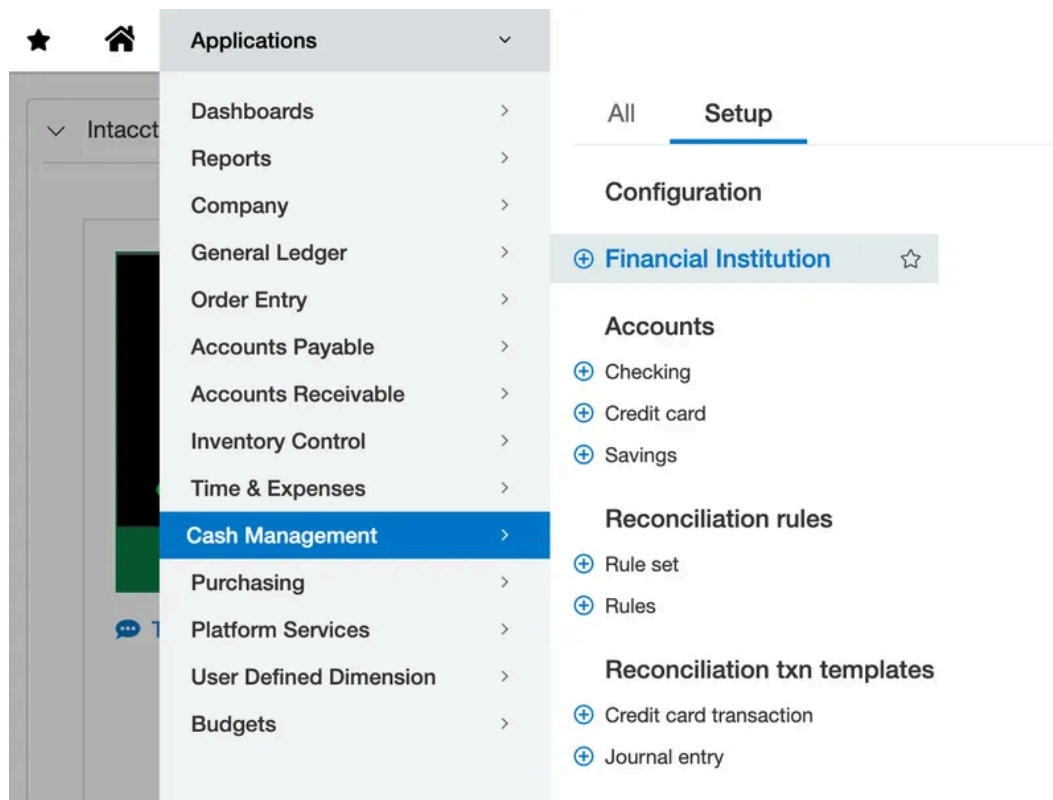 Applications
Intacct
Dashboards
Reports
Company
General Ledger
Order Entry
Accounts Payable
Accounts Receivable
Inventory Control
Time & Expenses
Cash Management
Purchasing
Platform Services
User Defined Dimension
Budgets
T
All Setup
Configuration
Financial Institution
Accounts
Checking
Credit card
Savings
Reconciliation rules
Rule set
Rules
Reconciliation txn templates
Credit card transaction
Journal entry